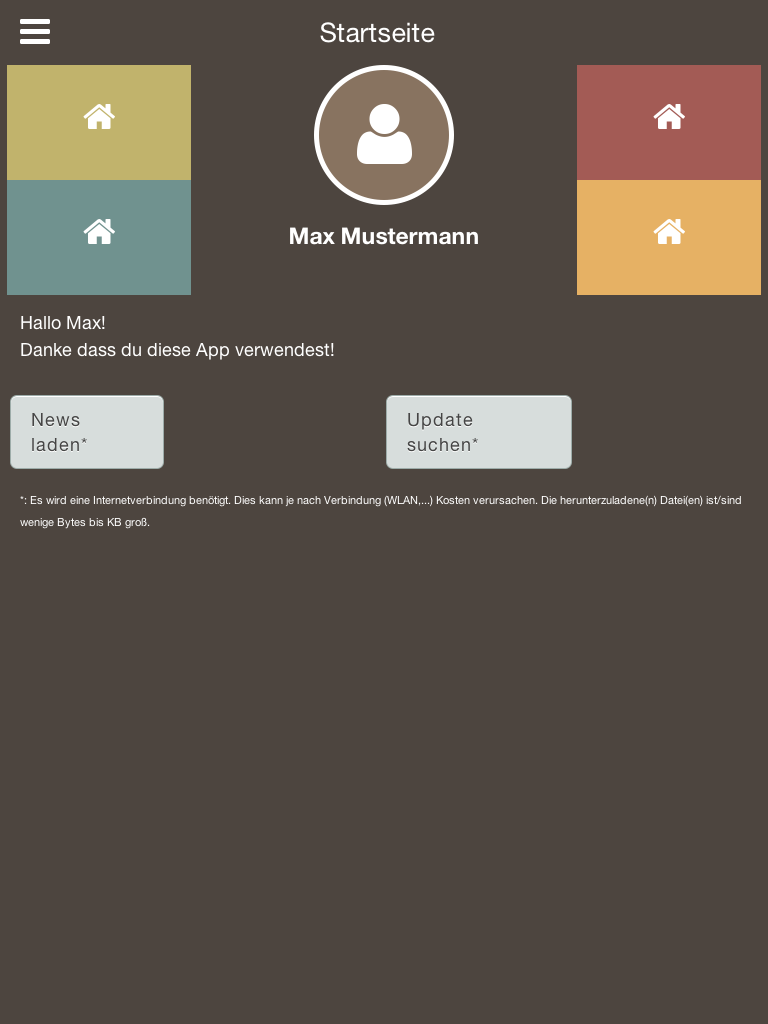 Startseite
Max Mustermann
Hallo Max!
Danke dass du diese App verwendest!
News
laden*
Update
suchen*
*: Es wird eine Internetverbindung benötigt. Dies kann je nach Verbindung (WLAN,...) Kosten verursachen. Die herunterzuladene(n) Datei(en) ist/sind
wenige Bytes bis KB groß.